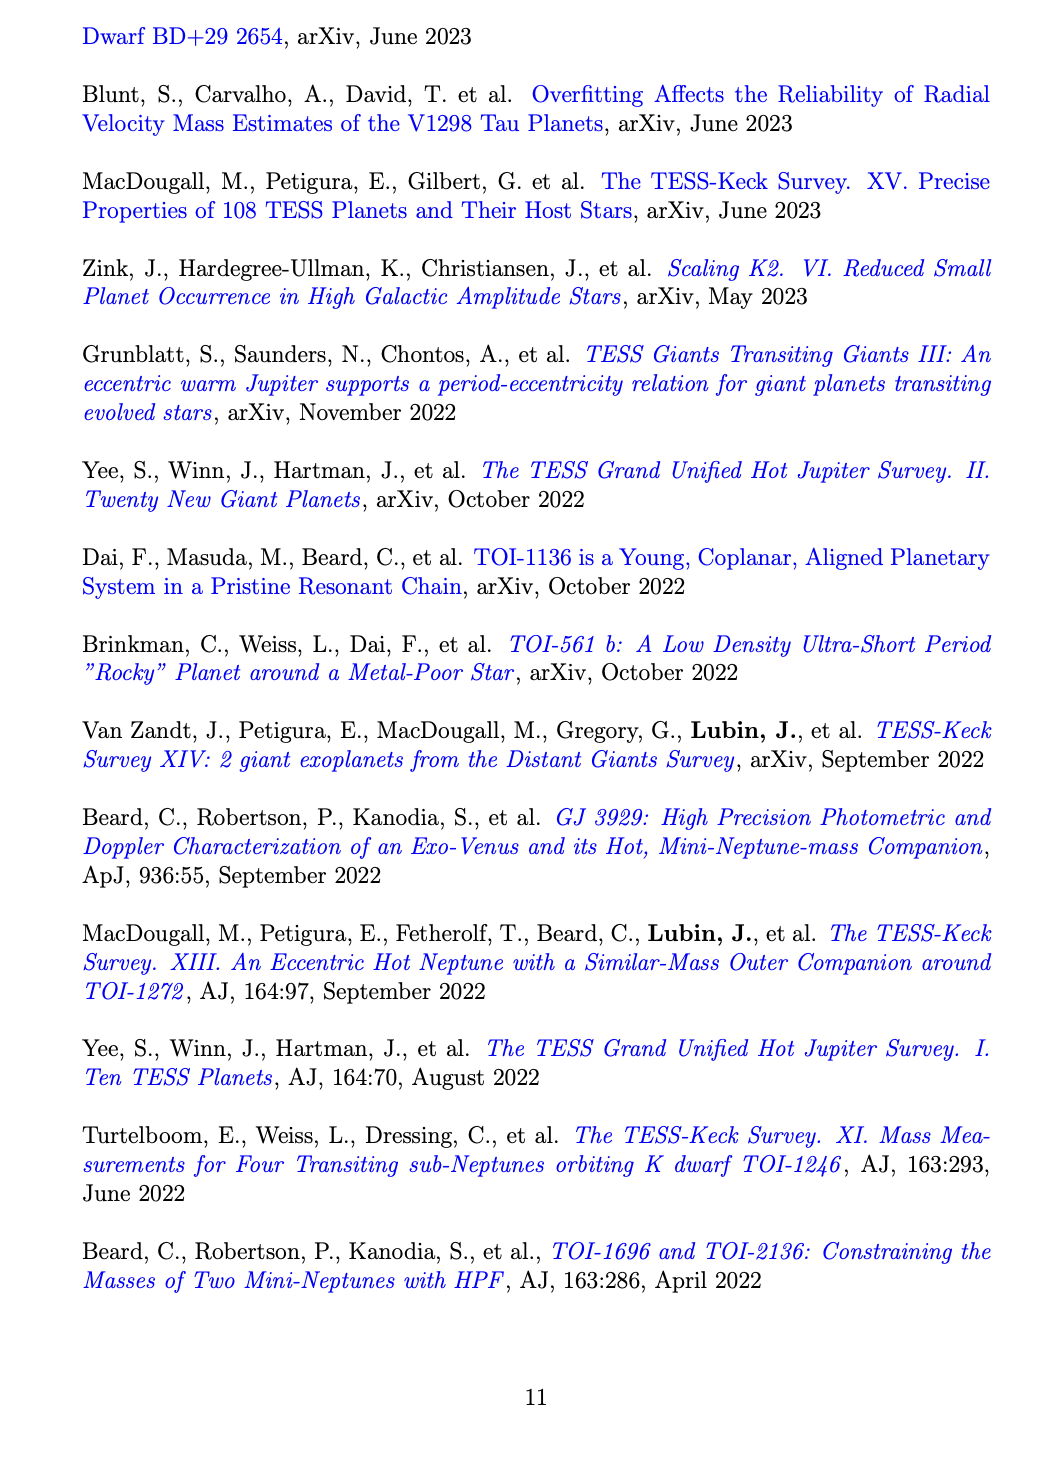 Dwarf BD+29 2654, arXiv, June 2023
Blunt, S., Carvalho, A., David, T. et al. Overfitting Affects the Reliability of Radial
Velocity Mass Estimates of the V1298 Tau Planets, arXiv, June 2023
MacDougall, M., Petigura, E., Gilbert, G. et al. The TESS-Keck Survey. XV. Precise
Properties of 108 TESS Planets and Their Host Stars, arXiv, June 2023
Zink, J., Hardegree-Ullman, K., Christiansen, J., et al. Scaling K2. VI. Reduced Small
Planet Occurrence in High Galactic Amplitude Stars, arXiv, May 2023
Grunblatt, S., Saunders, N., Chontos, A., et al. TESS Giants Transiting Giants III: An
eccentric warm Jupiter supports a period-eccentricity relation for giant planets transiting
evolved stars, arXiv, November 2022
Yee, S., Winn, J., Hartman, J., et al. The TESS Grand Unified Hot Jupiter Survey. II.
Twenty New Giant Planets, arXiv, October 2022
Dai, F., Masuda, M., Beard, C., et al. TOI-1136 is a Young, Coplanar, Aligned Planetary
System in a Pristine Resonant Chain, arXiv, October 2022
Brinkman, C., Weiss, L., Dai, F., et al. TOI-561 b: A Low Density Ultra-Short Period
”Rocky” Planet around a Metal-Poor Star, arXiv, October 2022
Van Zandt, J., Petigura, E., MacDougall, M., Gregory, G., Lubin, J., et al. TESS-Keck
Survey XIV: 2 giant exoplanets from the Distant Giants Survey, arXiv, September 2022
Beard, C., Robertson, P., Kanodia, S., et al. GJ 3929: High Precision Photometric and
Doppler Characterization of an Exo-Venus and its Hot, Mini-Neptune-mass Companion,
ApJ, 936:55, September 2022
MacDougall, M., Petigura, E., Fetherolf, T., Beard, C., Lubin, J., et al. The TESS-Keck
Survey. XIII. An Eccentric Hot Neptune with a Similar-Mass Outer Companion around
TOI-1272, AJ, 164:97, September 2022
Yee, S., Winn, J., Hartman, J., et al. The TESS Grand Unified Hot Jupiter Survey. I.
Ten TESS Planets, AJ, 164:70, August 2022
Turtelboom, E., Weiss, L., Dressing, C., et al. The TESS-Keck Survey. XI. Mass Mea-
surements for Four Transiting sub-Neptunes orbiting K dwarf TOI-1246, AJ, 163:293,
June 2022
Beard, C., Robertson, P., Kanodia, S., et al., TOI-1696 and TOI-2136: Constraining the
Masses of Two Mini-Neptunes with HPF, AJ, 163:286, April 2022
11